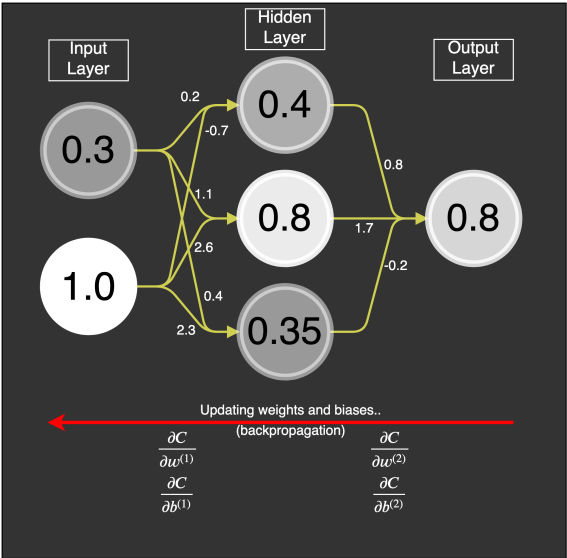 Input
Layer
Hidden
Layer
Output
Layer
0.3
1.0
0.2
-0.7
1.1
2.6
0.4
2.3
0.4
0.8
0.35
0.8
1.7
-0.2
0.8
Updating weights and biases..
(backpropagation)
∂C
∂w⁽¹⁾
∂C
∂b⁽¹⁾
∂C
∂w⁽²⁾
∂C
∂b⁽²⁾